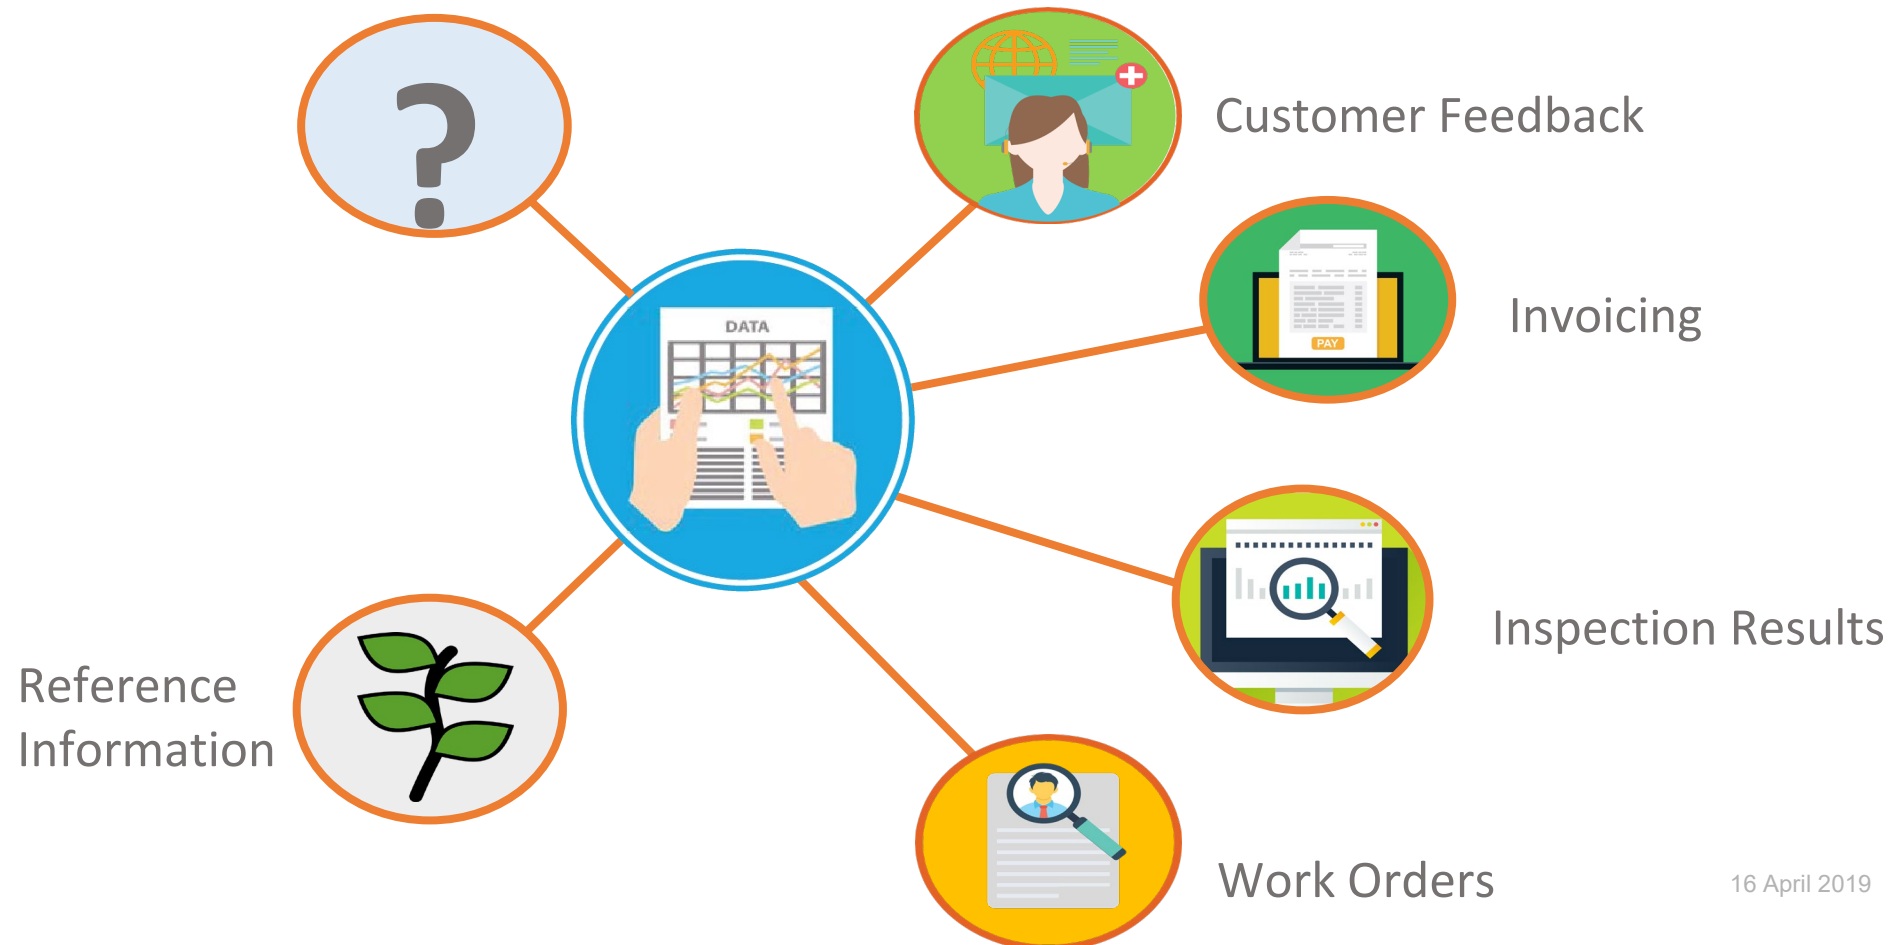 ?
Customer Feedback
Invoicing
PAY
DATA
Inspection Results
Reference
Information
Work Orders
16 April 2019